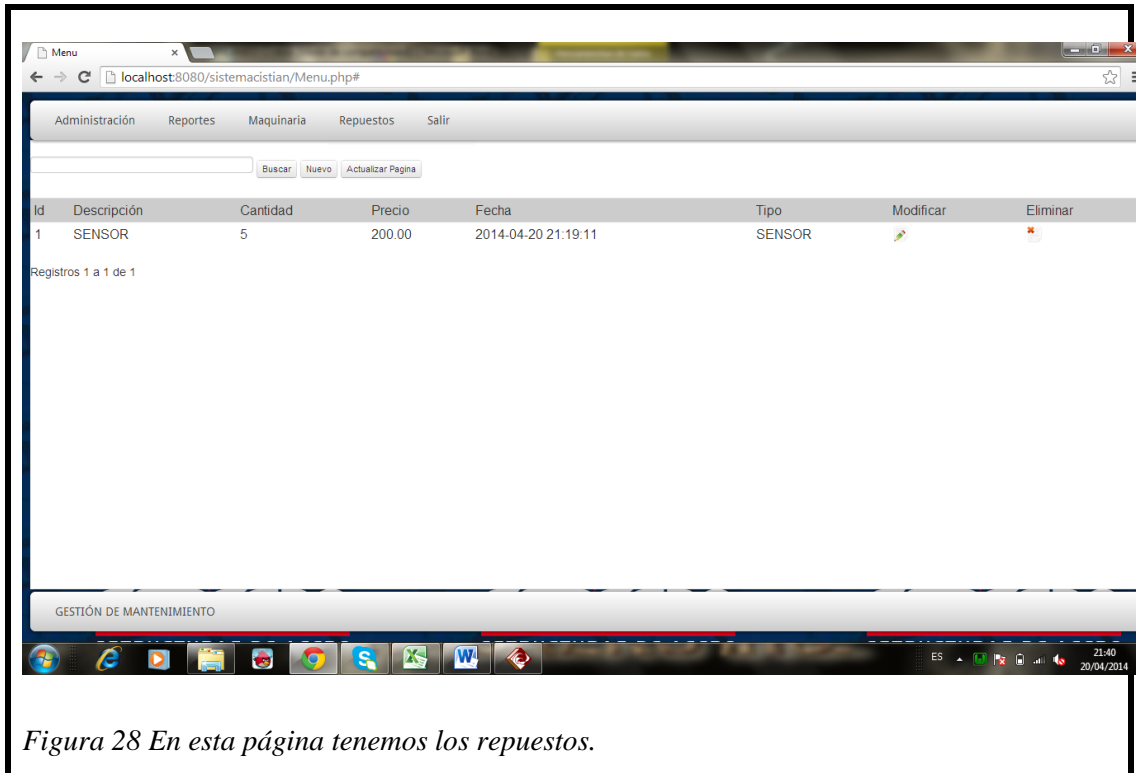 Menu
localhost:8080/sistemacistian/Menu.php#
Administración Reportes Maquinaria Repuestos Salir
Buscar Nuevo Actualizar Pagina
Id Descripción Cantidad Precio Fecha Tipo Modificar Eliminar
1 SENSOR 5 200.00 2014-04-20 21:19:11 SENSOR
Registros 1 a 1 de 1
GESTIÓN DE MANTENIMIENTO
ES 21:40
20/04/2014
Figura 28 En esta página tenemos los repuestos.